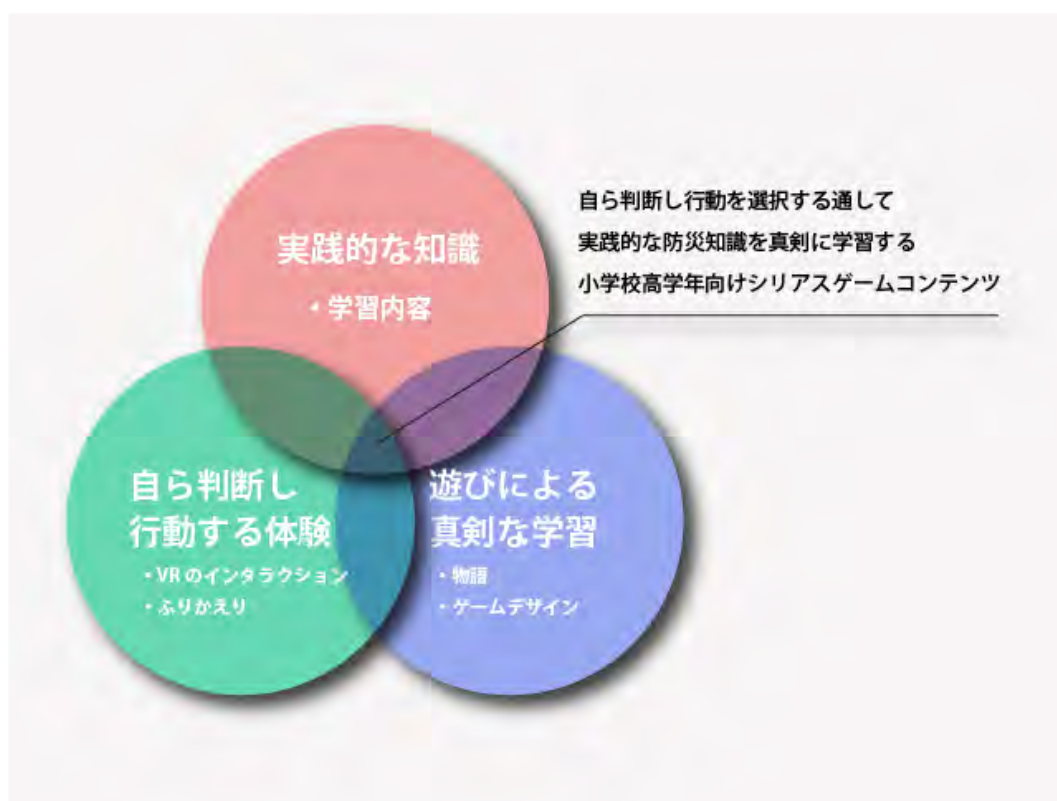 実践的な知識
・学習内容
自ら判断し行動を選択する通して
実践的な防災知識を真剣に学習する
小学校高学年向けシリアスゲームコンテンツ
自ら判断し
行動する体験
・VRのインタラクション
・ふりかえり
遊びによる
真剣な学習
・物語
・ゲームデザイン